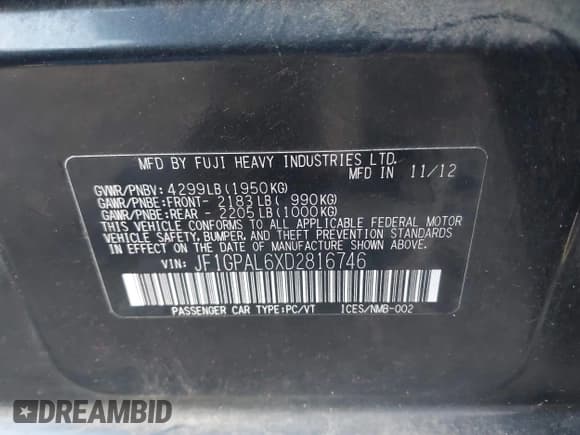 MFD BY FUJI HEAVY INDUSTRIES LTD.
MFD IN 11/12
GVWR/PNBV: 4299LB(1950KG)
GAWR/PNBE:FRONT- 2183LB( 990KG)
GAWR/PNBE:REAR - 2205LB(1000KG)
THIS VEHICLE CONFORMS TO ALL APPLICABLE FEDERAL MOTOR
VEHICLE SAFETY, BUMPER, AND THEFT PREVENTION STANDARDS
IN EFFECT ON THE DATE OF MANUFACTURE SHOWN ABOVE.
VIN: JF1GPAL6XD2816746
PASSENGER CAR TYPE:PC/VT ICES/NMB-002
DREAMBID